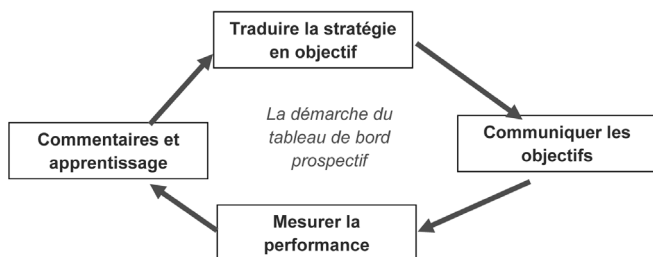 Traduire la stratégie
en objectif
Communiquer les
objectifs
Mesurer la
performance
Commentaires et
apprentissage
La démarche du
tableau de bord
prospectif